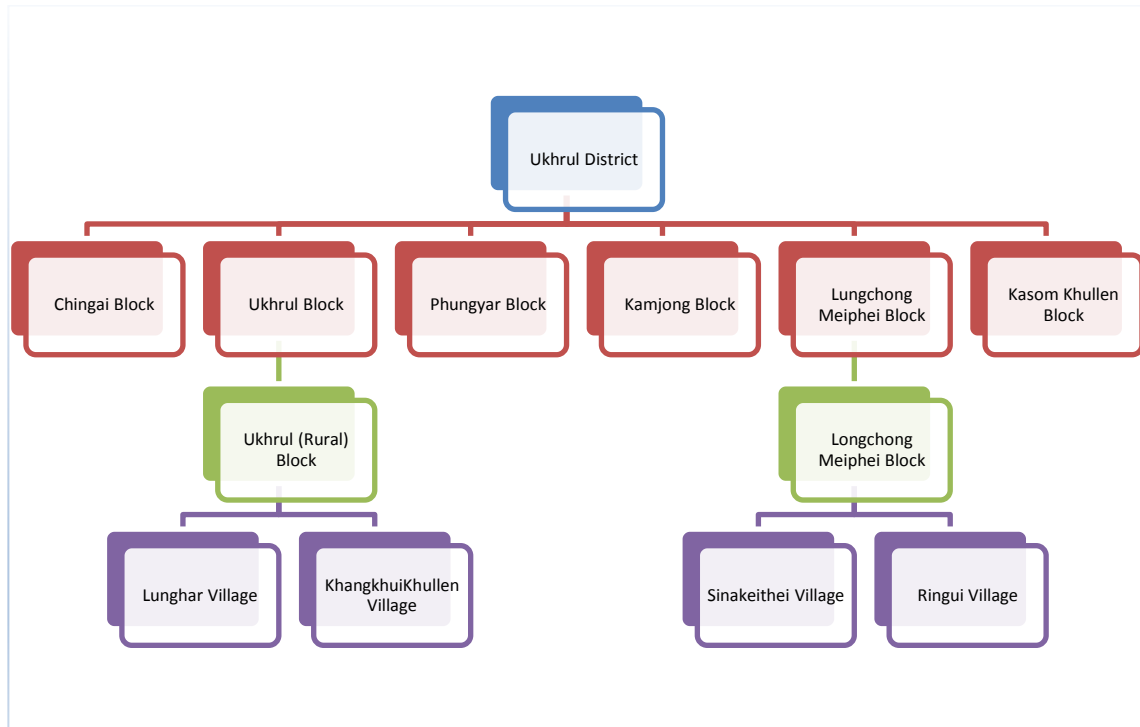 Ukhrul District
Chingai Block
Ukhrul Block
Phungyar Block
Kamjong Block
Lungchong
Meiphei Block
Kasom Khullen
Block
Ukhrul (Rural)
Block
Longchong
Meiphei Block
Lunghar Village
KhangkhuiKhullen
Village
Sinakeithei Village
Ringui Village